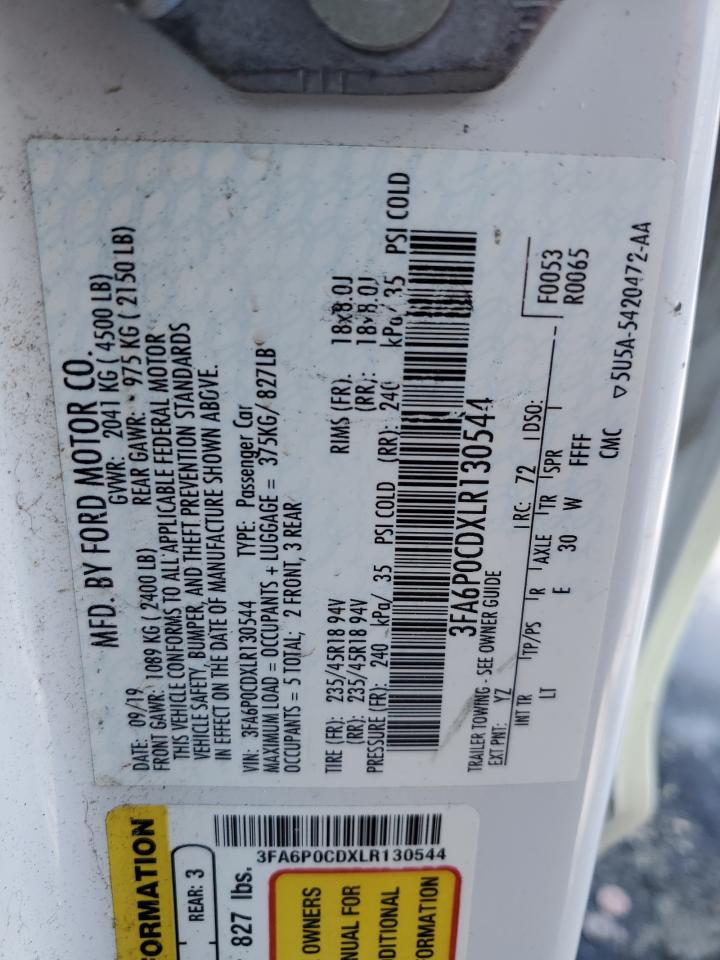 MFD. BY FORD MOTOR CO.
DATE: 09/19 GVWR: 2041 KG ( 4500 LB)
FRONT GAWR: 1089 KG ( 2400 LB) REAR GAWR: 975 KG ( 2150 LB)
THIS VEHICLE CONFORMS TO ALL APPLICABLE FEDERAL MOTOR
VEHICLE SAFETY, BUMPER, AND THEFT PREVENTION STANDARDS
IN EFFECT ON THE DATE OF MANUFACTURE SHOWN ABOVE.
VIN: 3FA6P0CDXLR130544 TYPE: Passenger Car
MAXIMUM LOAD = OCCUPANTS + LUGGAGE = 375KG/ 827LB
OCCUPANTS = 5 TOTAL; 2 FRONT, 3 REAR
TIRE (FR): 235/45R18 94V RIMS (FR): 18x8.0J
(RR): 235/45R18 94V (RR): 18x8.0J
PRESSURE (FR): 240 kPa/ 35 PSI COLD (RR): 240 kPa/ 35 PSI COLD
3FA6P0CDXLR130544
TRAILER TOWING - SEE OWNER GUIDE
EXT PNT: YZ RC: 72 DSO: F0053
R0065
INT TR TP/PS R AXLE TR SPR
LT E 30 W FFFF
CMC ▽5U5A-5420472-AA
3FA6P0CDXLR130544
FORMATION
REAR: 3
827 lbs.
OWNERS
NUAL FOR
DITIONAL
ORMATION